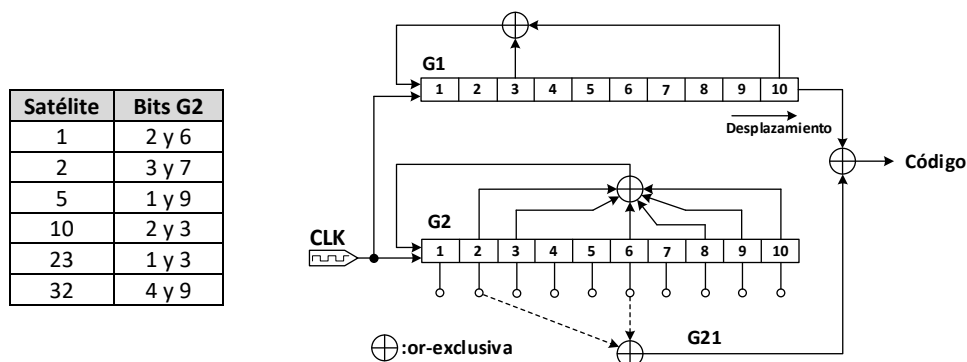 Satélite Bits G2
1 2 y 6
2 3 y 7
5 1 y 9
10 2 y 3
23 1 y 3
32 4 y 9
G1
1 2 3 4 5 6 7 8 9 10
Desplazamiento
Código
G2
CLK
1 2 3 4 5 6 7 8 9 10
G21
:or-exclusiva